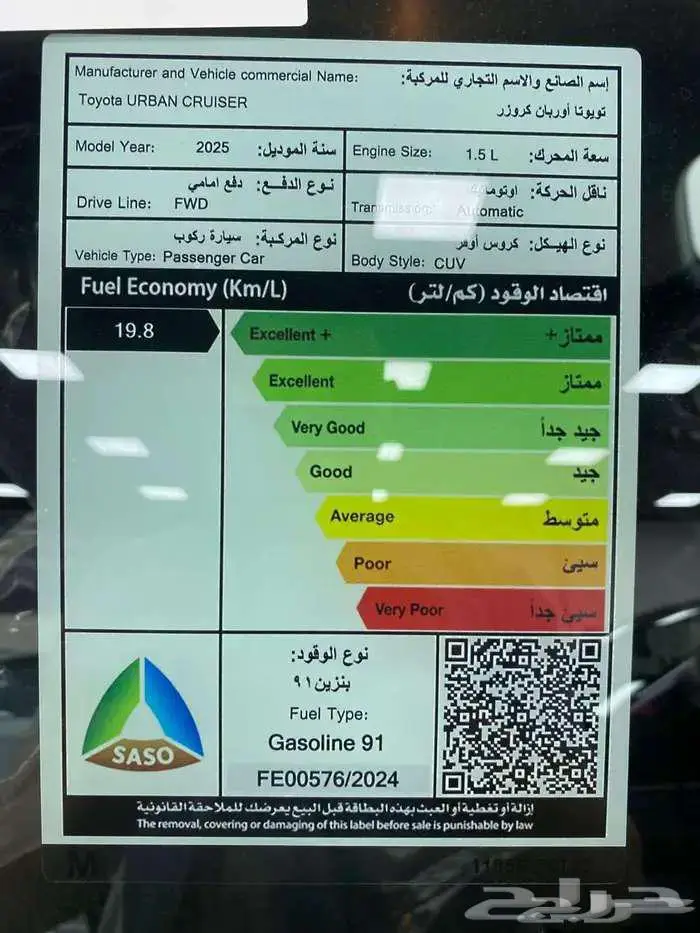 Manufacturer and Vehicle commercial Name: إسم الصانع والاسم التجاري للمركبة:
Toyota URBAN CRUISER تويوتا أوربان كروزر
Model Year: 2025 سنة الموديل:
Engine Size: 1.5 L سعة المحرك:
نوع الدفع: دفع امامي
Drive Line: FWD
ناقل الحركة:
Transmission: Automatic
نوع المركبة: سيارة ركوب
Vehicle Type: Passenger Car
نوع الهيكل: كروس أوفر
Body Style: CUV
Fuel Economy (Km/L) اقتصاد الوقود (كم/لتر)
19.8
Excellent + ممتاز+
Excellent ممتاز
Very Good جيد جداً
Good جيد
Average متوسط
Poor سيئ
Very Poor سيئ جداً
SASO
نوع الوقود:
بنزين ٩١
Fuel Type:
Gasoline 91
FE00576/2024
إزالة أو تغطية أو العبث بهذه البطاقة قبل البيع يعرضك للملاحقة القانونية
The removal, covering or damaging of this label before sale is punishable by law
M
حراج